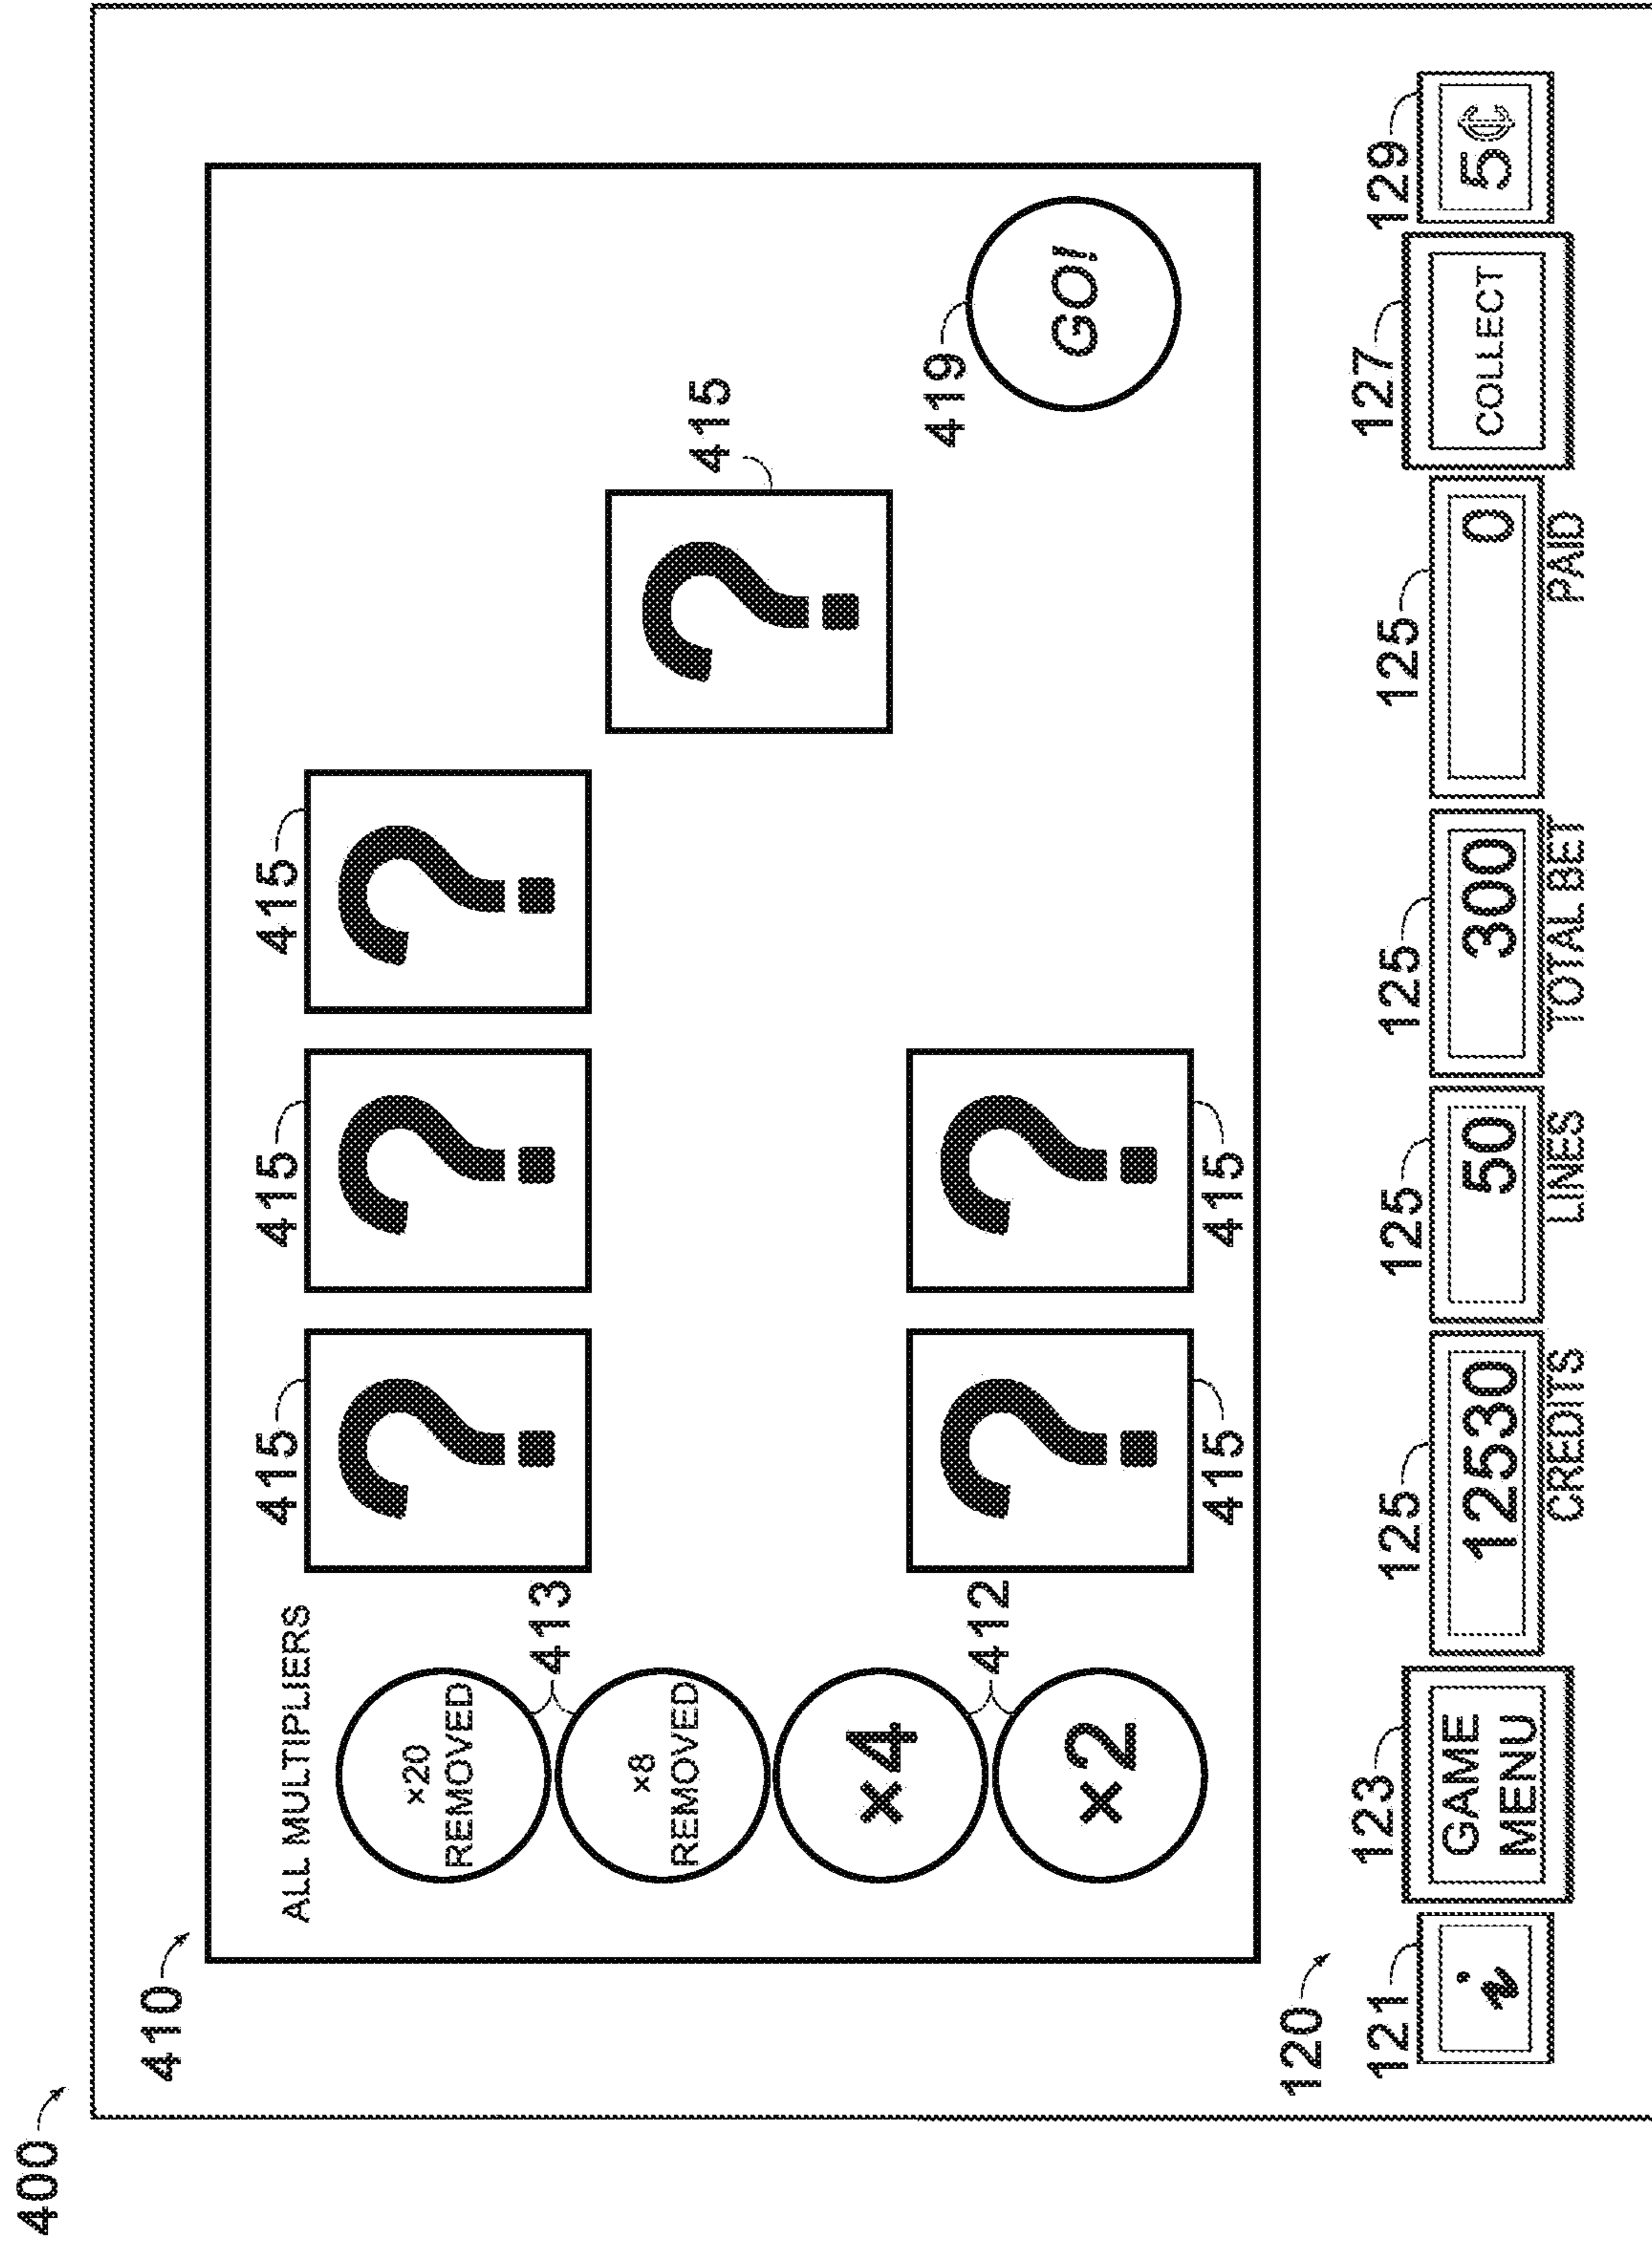 400
410
415 415 415
ALL MULTIPLIERS
? ? ?
×20
REMOVED
413
×8
REMOVED
415
?
×4
419
412
? ?
GO!
×2
415 415
120
121 123 125 125 125 125 127 129
i GAME MENU 12530 50 300 0 COLLECT 5¢
CREDITS LINES TOTAL BET PAID